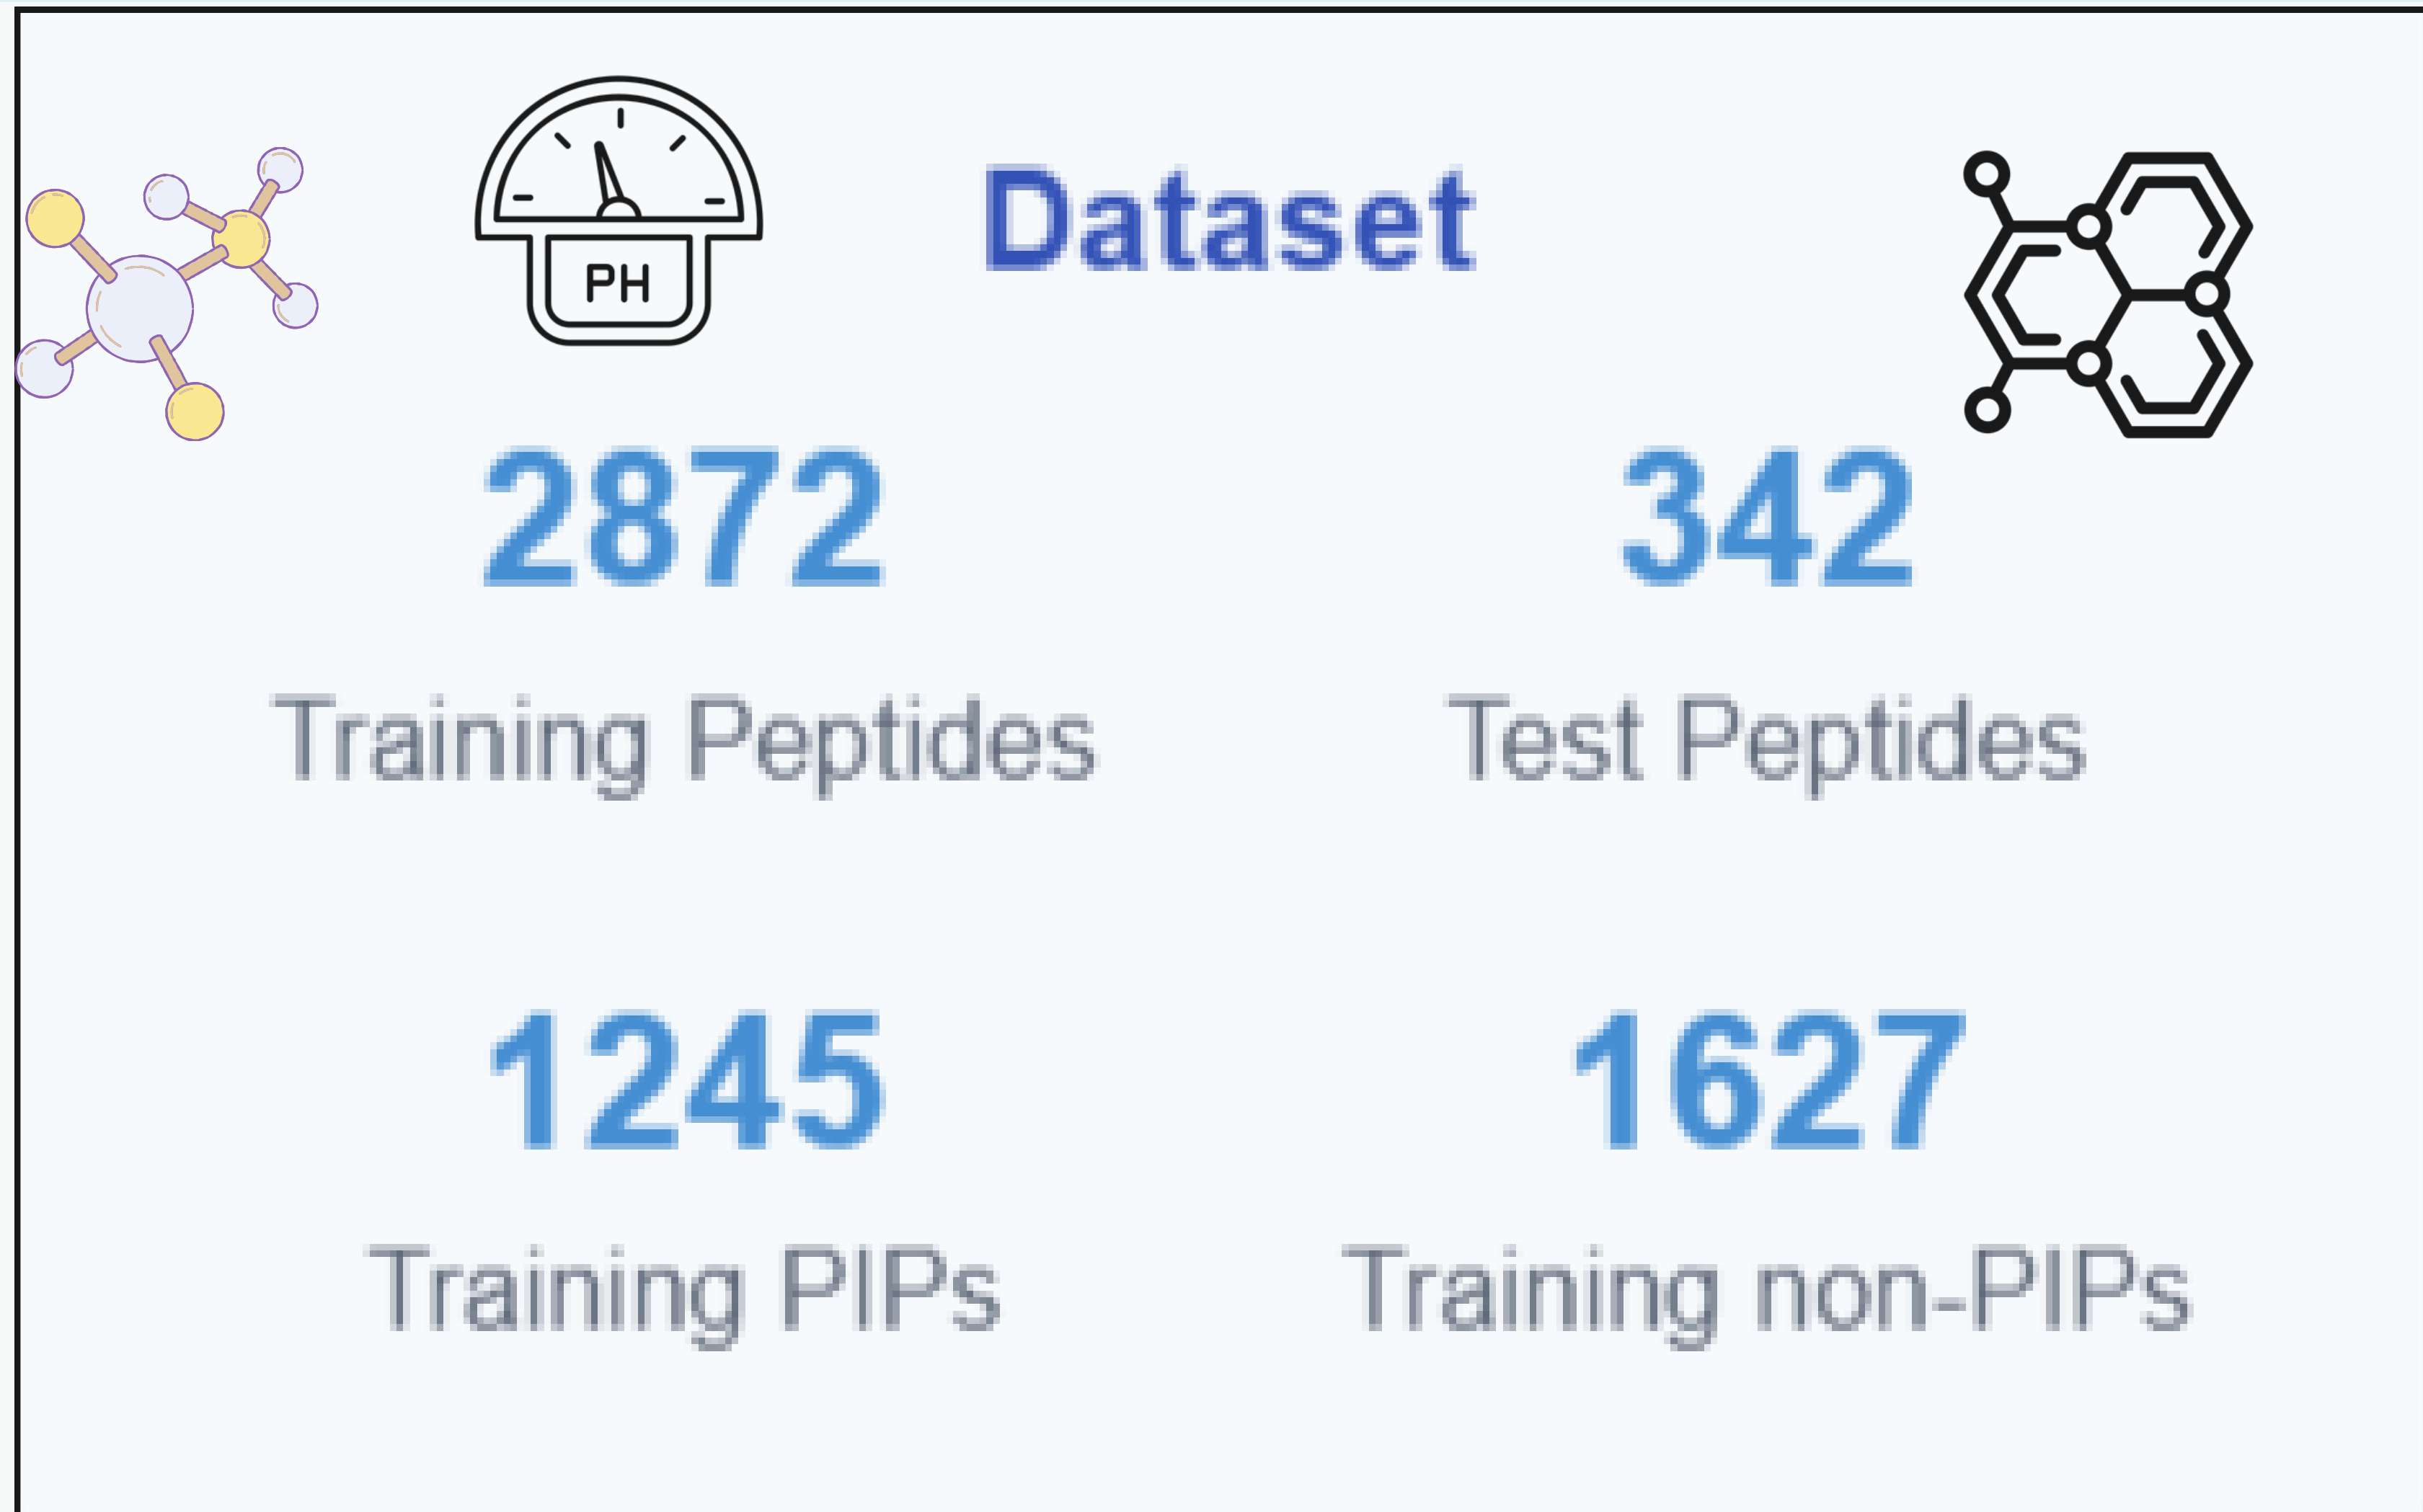 PH
Dataset
2872
342
Training Peptides
Test Peptides
1245
1627
Training PIPs
Training non-PIPs